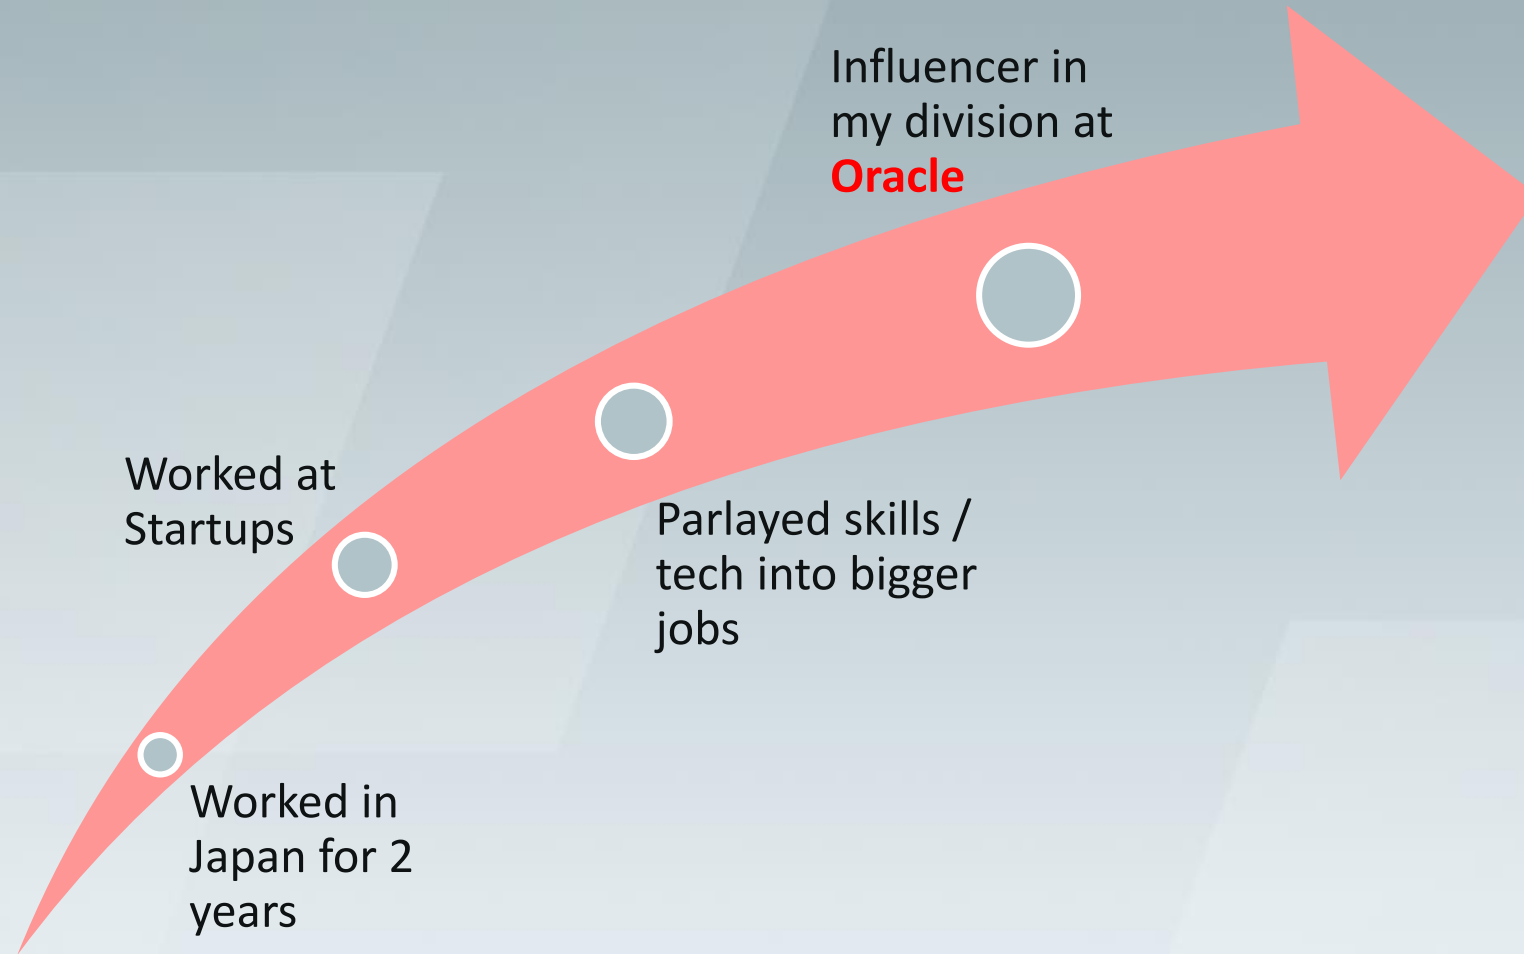 Influencer in
my division at
Oracle
Worked at
Startups
Parlayed skills /
tech into bigger
jobs
Worked in
Japan for 2
years